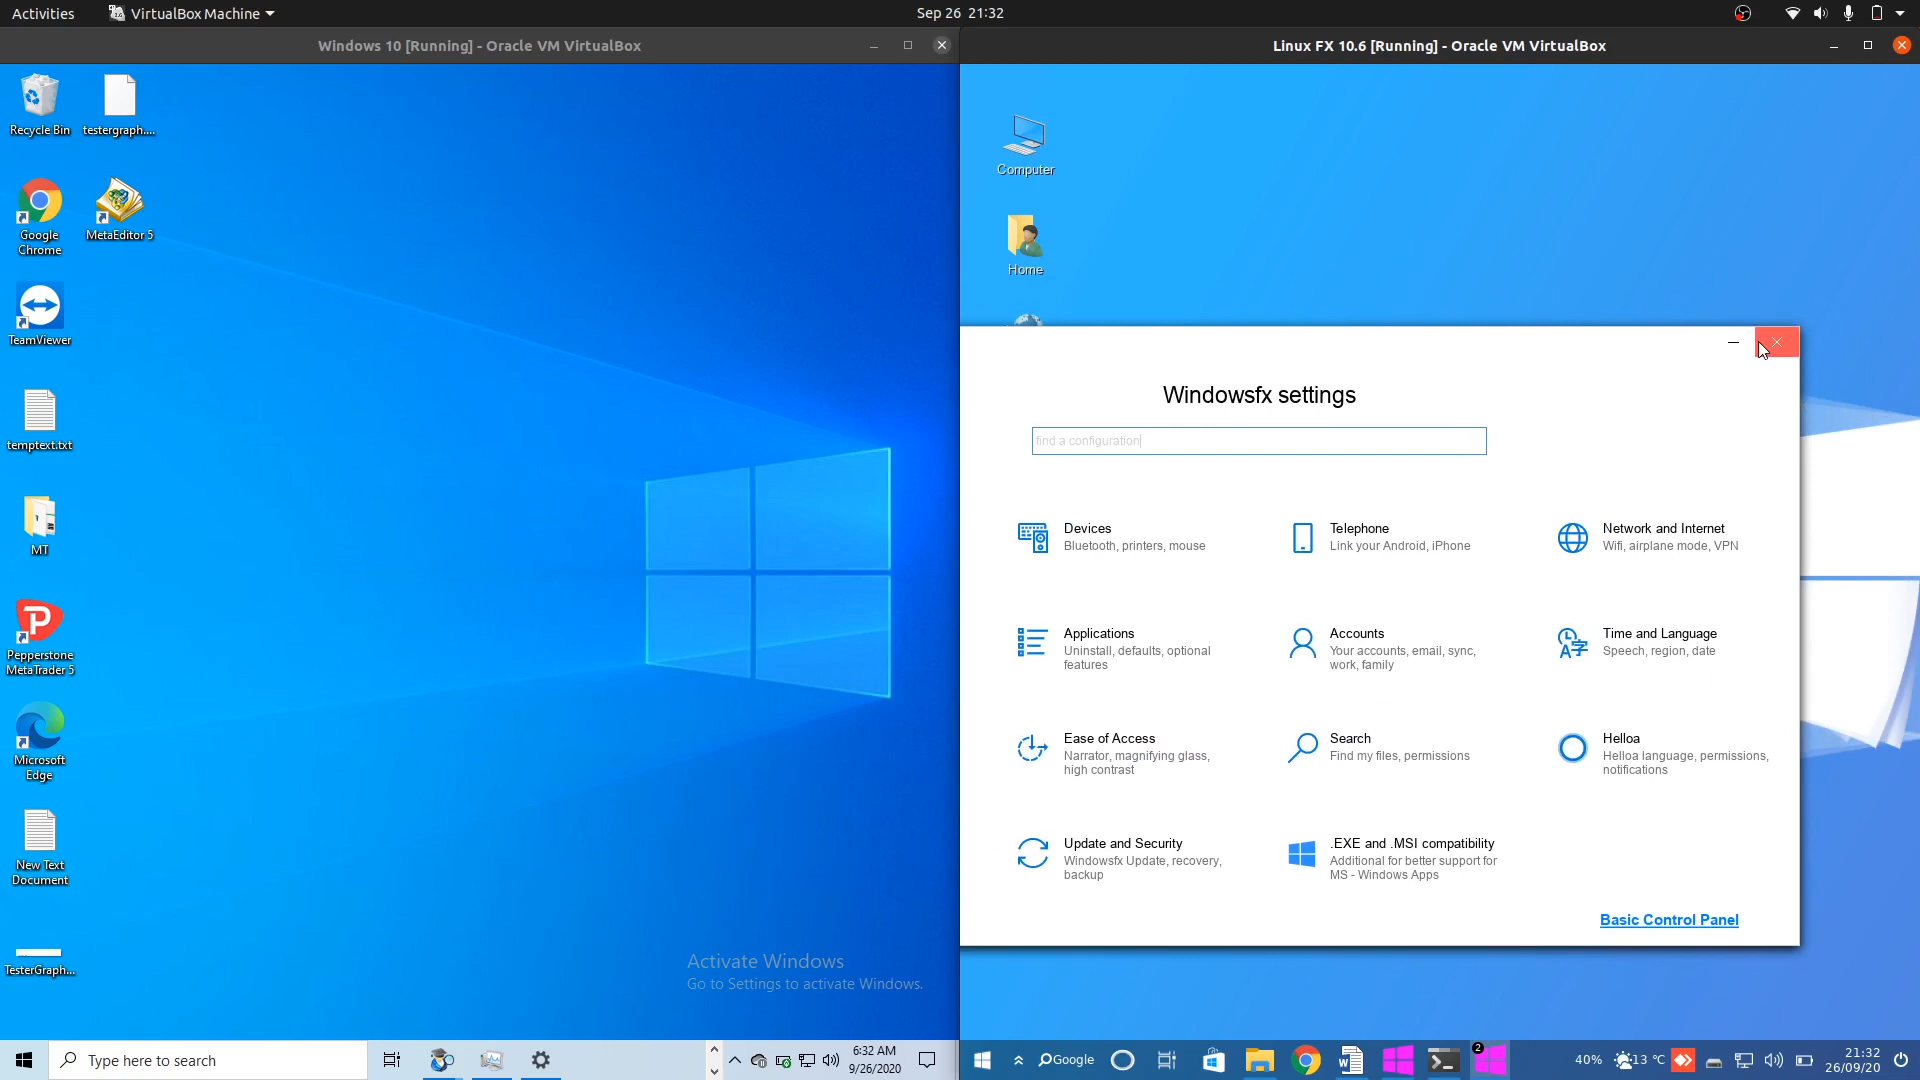 Activities
VirtualBox Machine
Sep 26 21:32
Windows 10 [Running] - Oracle VM VirtualBox
Linux FX 10.6 [Running] - Oracle VM VirtualBox
Recycle Bin
testergraph....
Google
Chrome
MetaEditor 5
TeamViewer
temptext.txt
MT
Pepperstone
MetaTrader 5
Microsoft
Edge
New Text
Document
TesterGraph...
Activate Windows
Go to Settings to activate Windows.
Type here to search
6:32 AM
9/26/2020
Computer
Home
Windowsfx settings
find a configuration
Devices
Bluetooth, printers, mouse
Telephone
Link your Android, iPhone
Network and Internet
Wifi, airplane mode, VPN
Applications
Uninstall, defaults, optional
features
Accounts
Your accounts, email, sync,
work, family
Time and Language
Speech, region, date
Ease of Access
Narrator, magnifying glass,
high contrast
Search
Find my files, permissions
Helloa
Helloa language, permissions,
notifications
Update and Security
Windowsfx Update, recovery,
backup
.EXE and .MSI compatibility
Additional for better support for
MS - Windows Apps
Basic Control Panel
Google
2
40%
13 °C
21:32
26/09/20